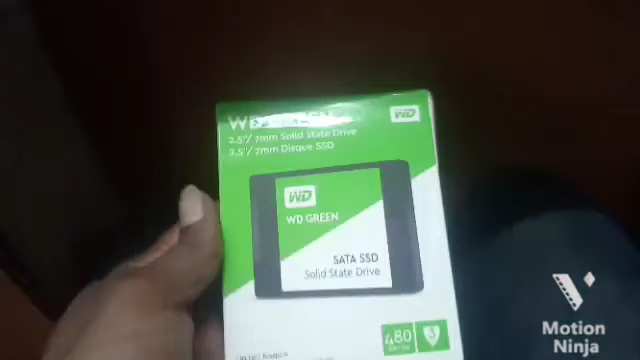 WD
2.5"/7mm Solid State Drive
2.5"/7mm Disque SSD
WD
WD GREEN
SATA SSD
Solid State Drive
480
3
Motion
Ninja